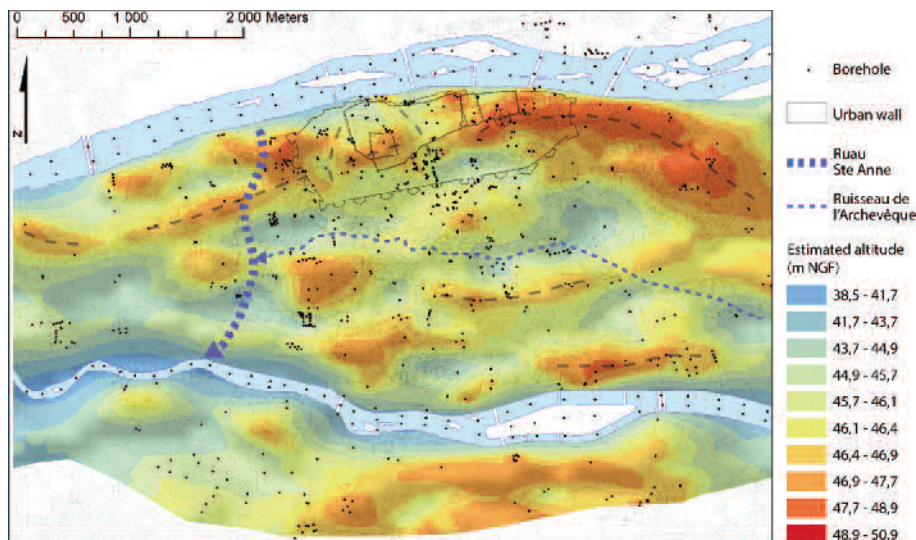 0 500 1 000 2 000 Meters
N
Borehole
Urban wall
Ruau
Ste Anne
Ruisseau de
l'Archevêque
Estimated altitude
(m NGF)
38,5 - 41,7
41,7 - 43,7
43,7 - 44,9
44,9 - 45,7
45,7 - 46,1
46,1 - 46,4
46,4 - 46,9
46,9 - 47,7
47,7 - 48,9
48,9 - 50,9